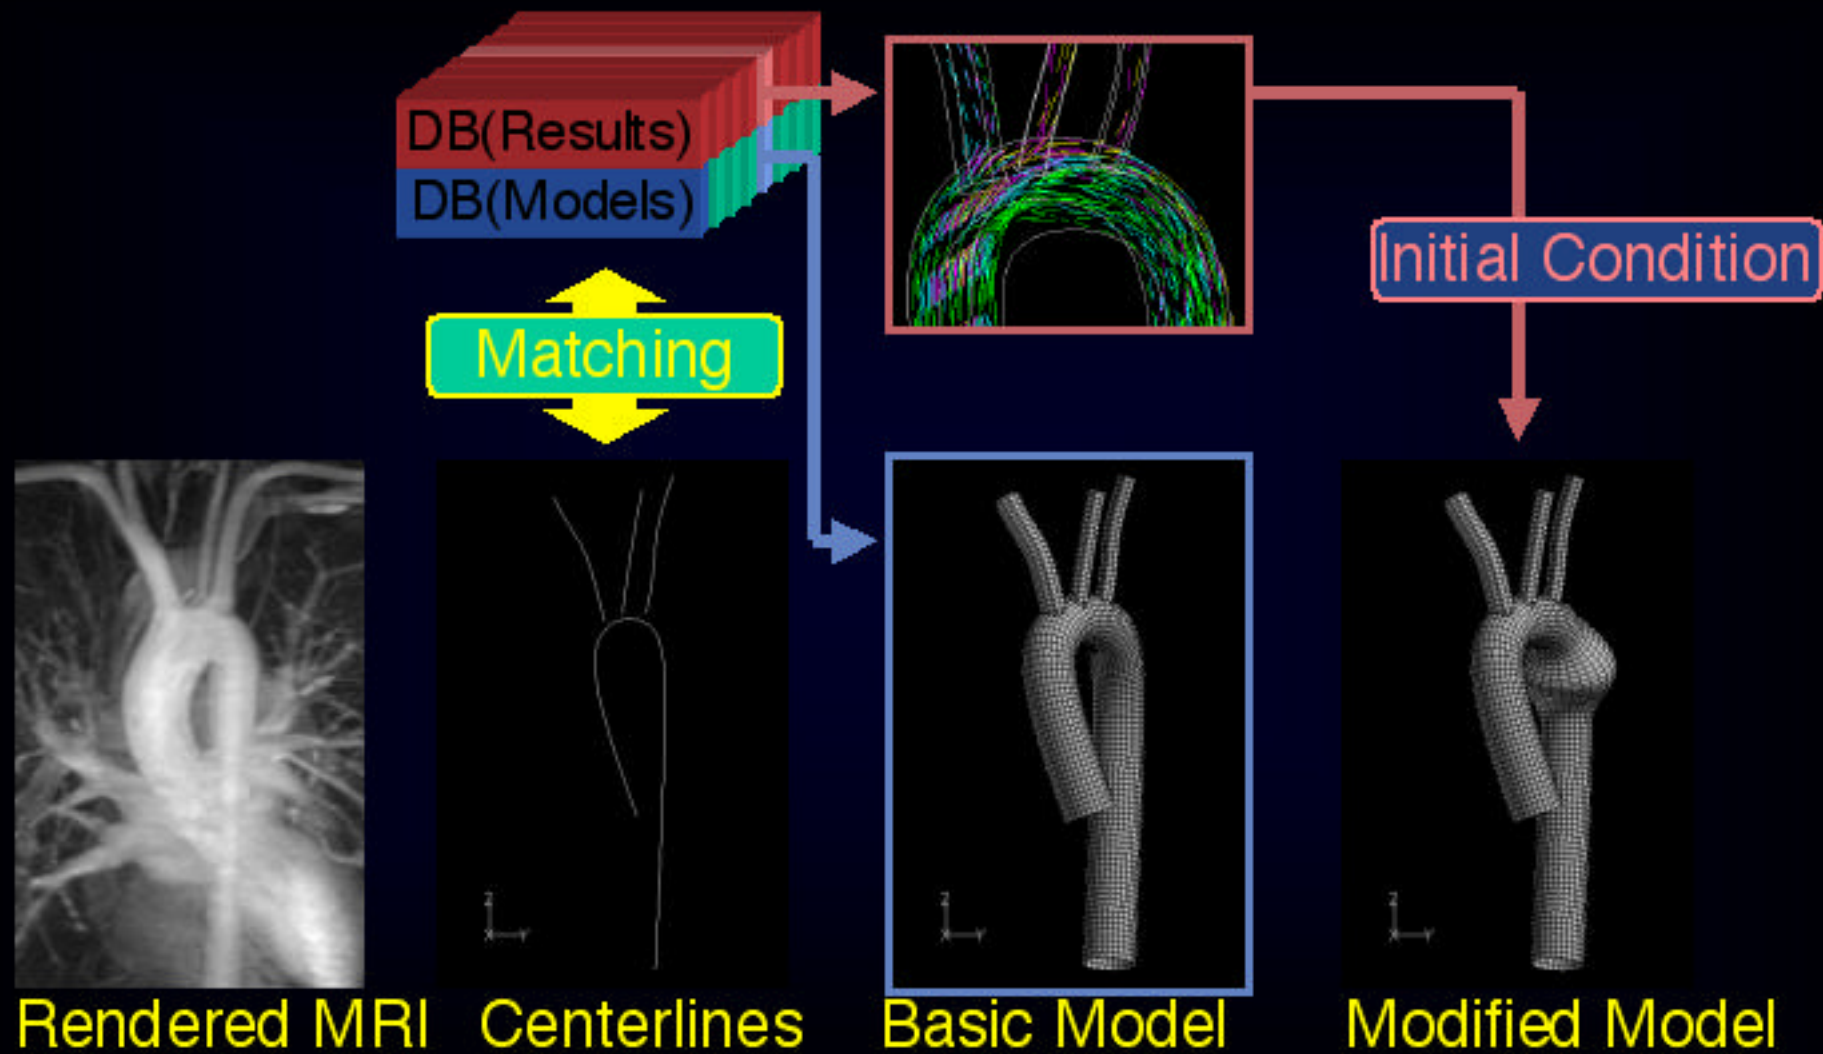 DB(Results)
DB(Models)
Initial Condition
Matching
Z
X Y
Z
X Y
Z
X Y
Rendered MRI
Centerlines
Basic Model
Modified Model